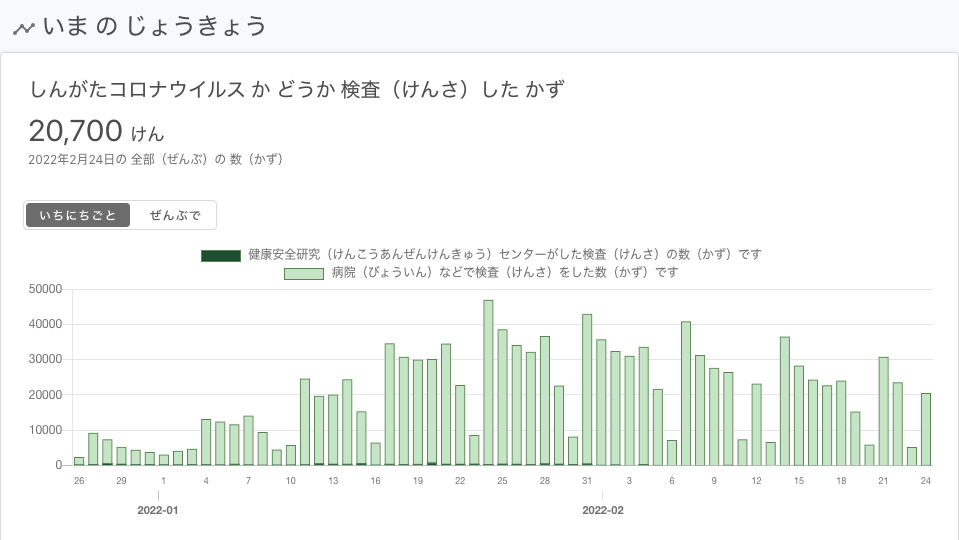 いま の じょうきょう
しんがたコロナウイルス か どうか 検査（けんさ）した かず
20,700 けん
2022年2月24日の 全部（ぜんぶ）の 数（かず）
いちにちごと ぜんぶで
健康安全研究（けんこうあんぜんけんきゅう）センターがした検査（けんさ）の数（かず）です
病院（びょういん）などで検査（けんさ）をした数（かず）です
50000
40000
30000
20000
10000
0
26 29 1 4 7 10 13 16 19 22 25 28 31 3 6 9 12 15 18 21 24
2022-01 2022-02